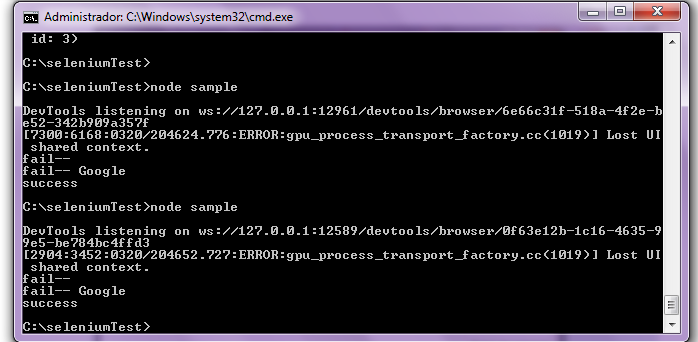 Administrador: C:\Windows\system32\cmd.exe
id: 3>
C:\seleniumTest>
C:\seleniumTest>node sample
DevTools listening on ws://127.0.0.1:12961/devtools/browser/6e66c31f-518a-4f2e-b
e52-342b909a357f
[7300:6168:0320/204624.776:ERROR:gpu_process_transport_factory.cc(1019)] Lost UI
shared context.
fail--
fail-- Google
success
C:\seleniumTest>node sample
DevTools listening on ws://127.0.0.1:12589/devtools/browser/0f63e12b-1c16-4635-9
9e5-be784bc4ffd3
[2904:3452:0320/204652.727:ERROR:gpu_process_transport_factory.cc(1019)] Lost UI
shared context.
fail--
fail-- Google
success
C:\seleniumTest>